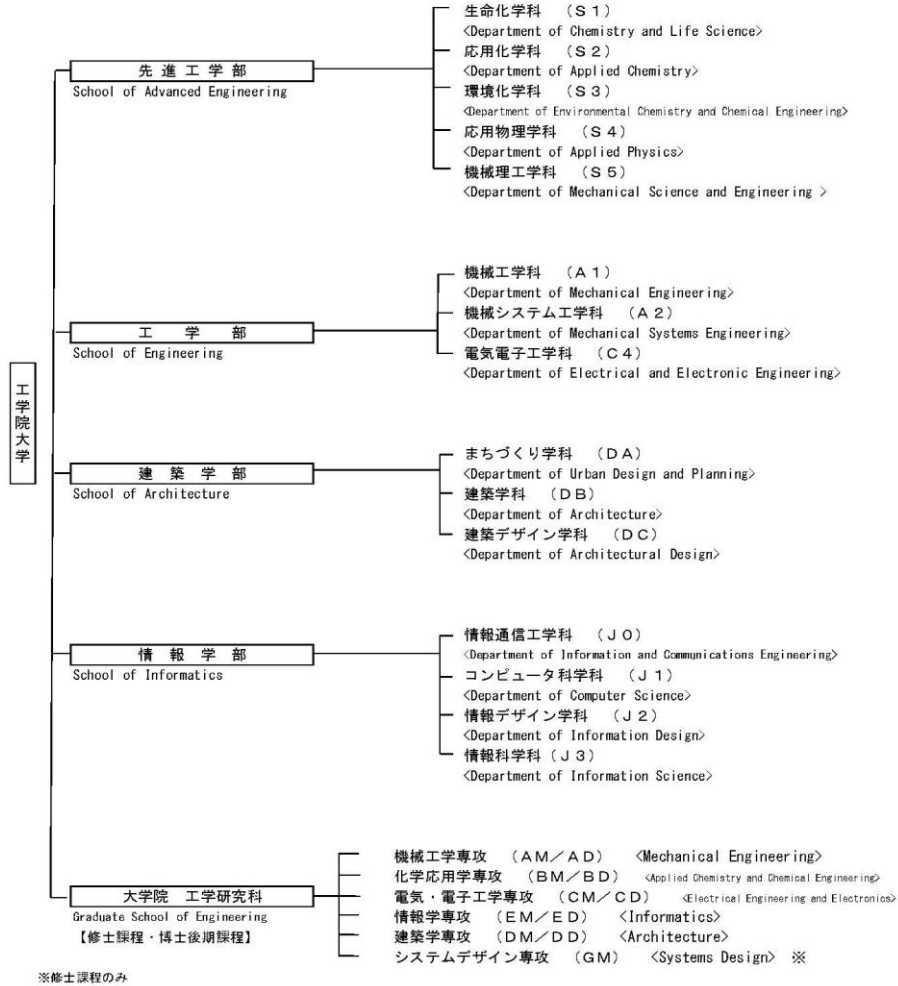 工学院大学
先進工学部
School of Advanced Engineering
生命化学科 （Ｓ１）
<Department of Chemistry and Life Science>
応用化学科 （Ｓ２）
<Department of Applied Chemistry>
環境化学科 （Ｓ３）
<Department of Environmental Chemistry and Chemical Engineering>
応用物理学科 （Ｓ４）
<Department of Applied Physics>
機械理工学科 （Ｓ５）
<Department of Mechanical Science and Engineering >
工学部
School of Engineering
機械工学科 （Ａ１）
<Department of Mechanical Engineering>
機械システム工学科 （Ａ２）
<Department of Mechanical Systems Engineering>
電気電子工学科 （Ｃ４）
<Department of Electrical and Electronic Engineering>
建築学部
School of Architecture
まちづくり学科 （ＤＡ）
<Department of Urban Design and Planning>
建築学科 （ＤＢ）
<Department of Architecture>
建築デザイン学科 （ＤＣ）
<Department of Architectural Design>
情報学部
School of Informatics
情報通信工学科 （Ｊ０）
<Department of Information and Communications Engineering>
コンピュータ科学科 （Ｊ１）
<Department of Computer Science>
情報デザイン学科 （Ｊ２）
<Department of Information Design>
情報科学科（Ｊ３）
<Department of Information Science>
大学院 工学研究科
Graduate School of Engineering
【修士課程・博士後期課程】
機械工学専攻 （ＡＭ／ＡＤ） <Mechanical Engineering>
化学応用学専攻 （ＢＭ／ＢＤ） <Applied Chemistry and Chemical Engineering>
電気・電子工学専攻 （ＣＭ／ＣＤ） <Electrical Engineering and Electronics>
情報学専攻 （ＥＭ／ＥＤ） <Informatics>
建築学専攻 （ＤＭ／ＤＤ） <Architecture>
システムデザイン専攻 （ＧＭ） <Systems Design> ※
※修士課程のみ